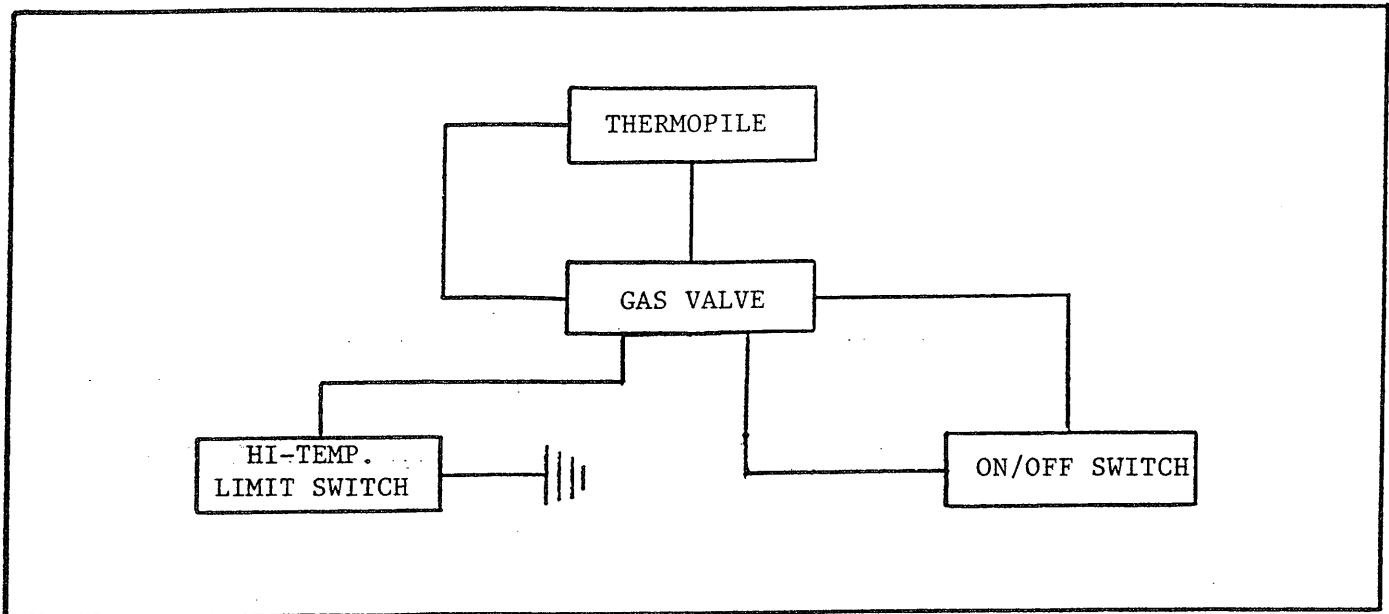 THERMOPILE
GAS VALVE
HI-TEMP.
LIMIT SWITCH
ON/OFF SWITCH